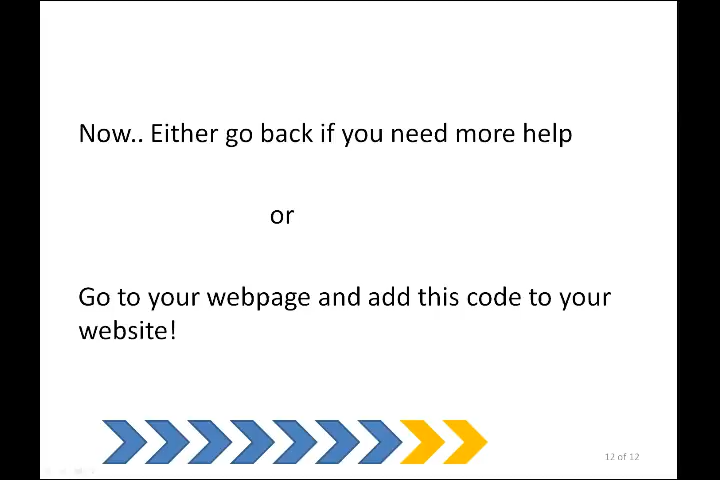 Now.. Either go back if you need more help
or
Go to your webpage and add this code to your
website!
12 of 12